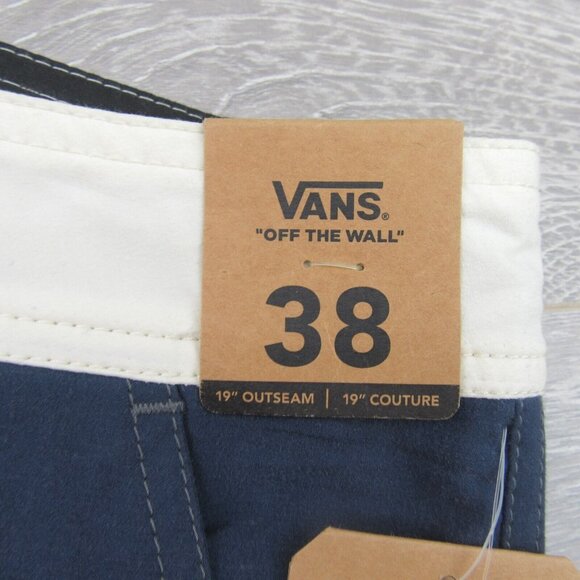 VANS®
"OFF THE WALL"
38
19" OUTSEAM | 19" COUTURE